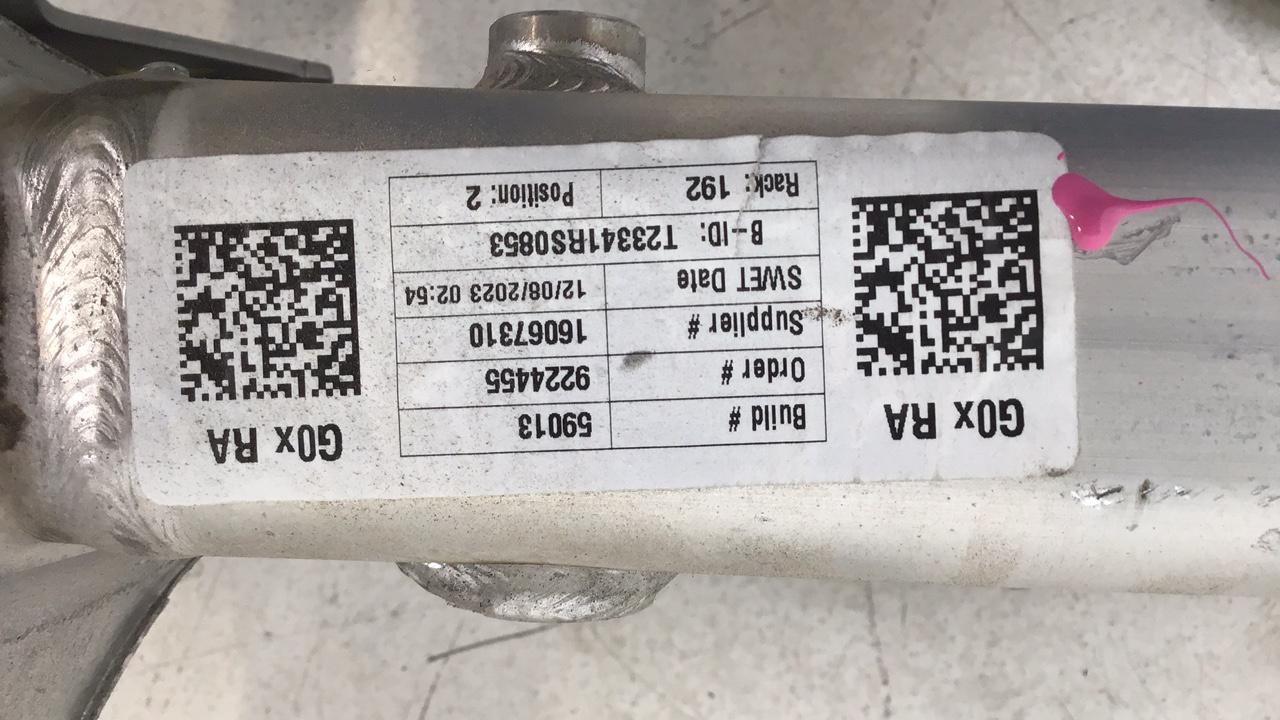 G0x RA
G0x RA
Build # 59013
Order # 9224455
Supplier # 16067310
SWET Date 12/08/2023 02:54
B-ID: T23341RS0853
Rack: 192 Position: 2